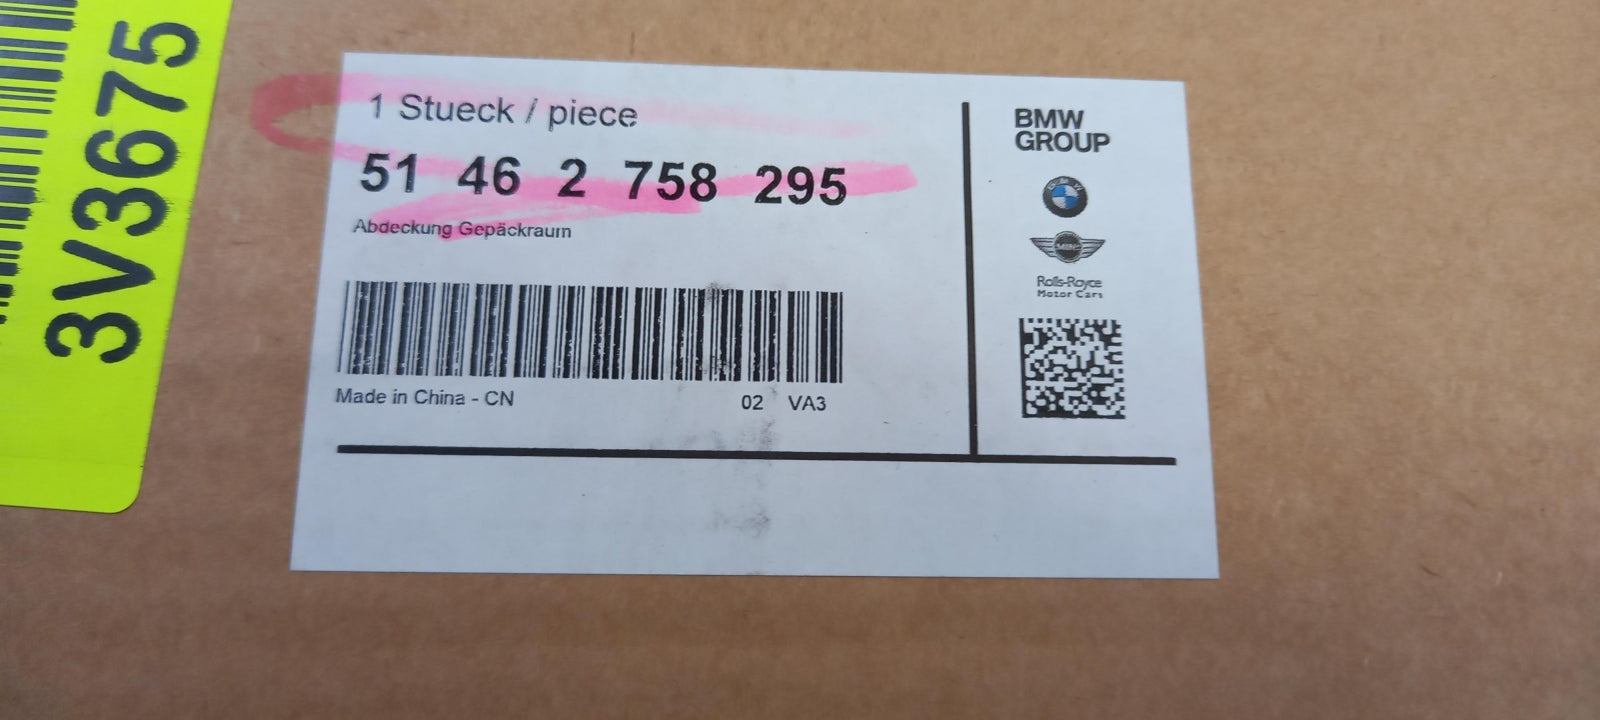 3V3675
1 Stueck / piece
51 46 2 758 295
Abdeckung Gepäckraum
Made in China - CN
02 VA3
BMW
GROUP
MINI
Rolls-Royce
Motor Cars